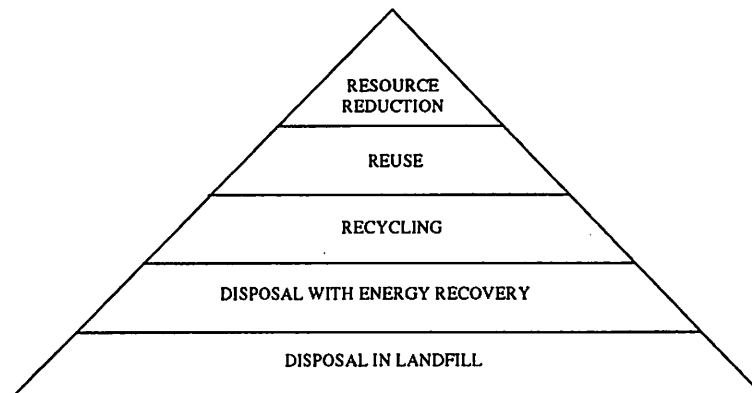 RESOURCE
REDUCTION
REUSE
RECYCLING
DISPOSAL WITH ENERGY RECOVERY
DISPOSAL IN LANDFILL